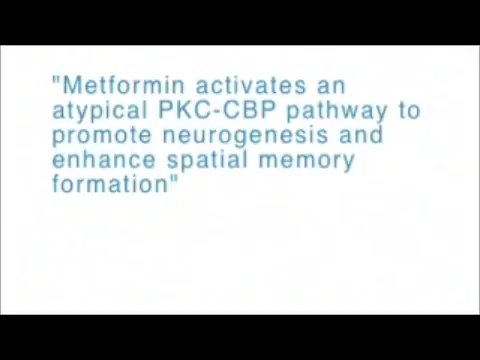 "Metformin activates an
atypical PKC-CBP pathway to
promote neurogenesis and
enhance spatial memory
formation"